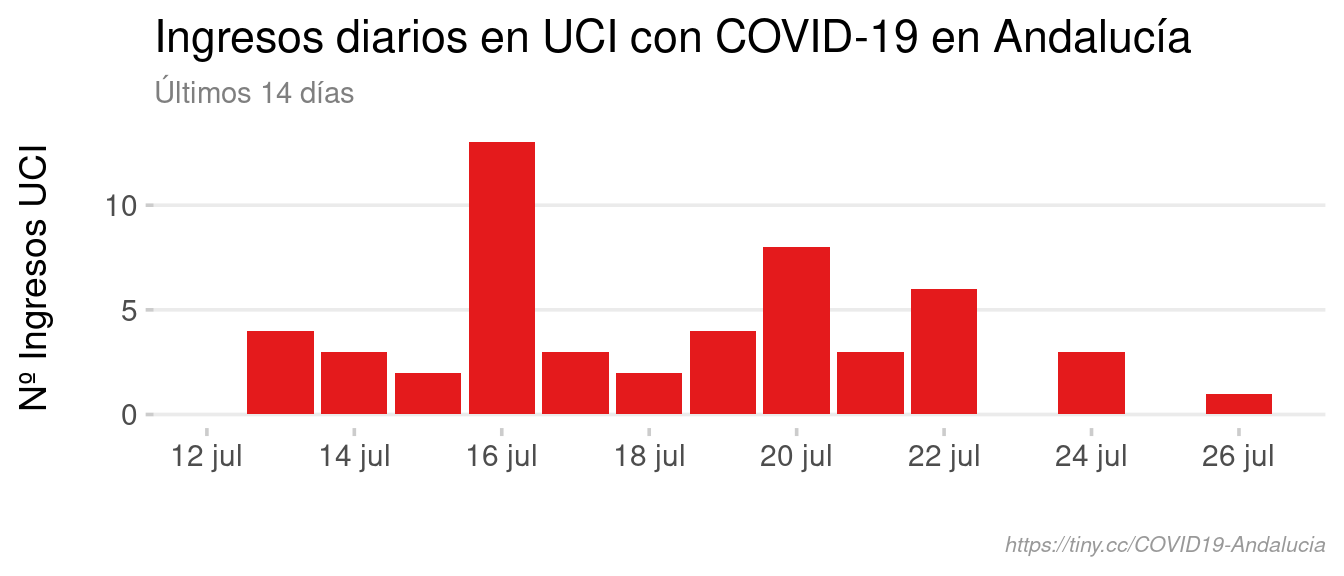 Ingresos diarios en UCI con COVID-19 en Andalucía
Últimos 14 días
Nº Ingresos UCI
10
5
0
12 jul
14 jul
16 jul
18 jul
20 jul
22 jul
24 jul
26 jul
https://tiny.cc/COVID19-Andalucia